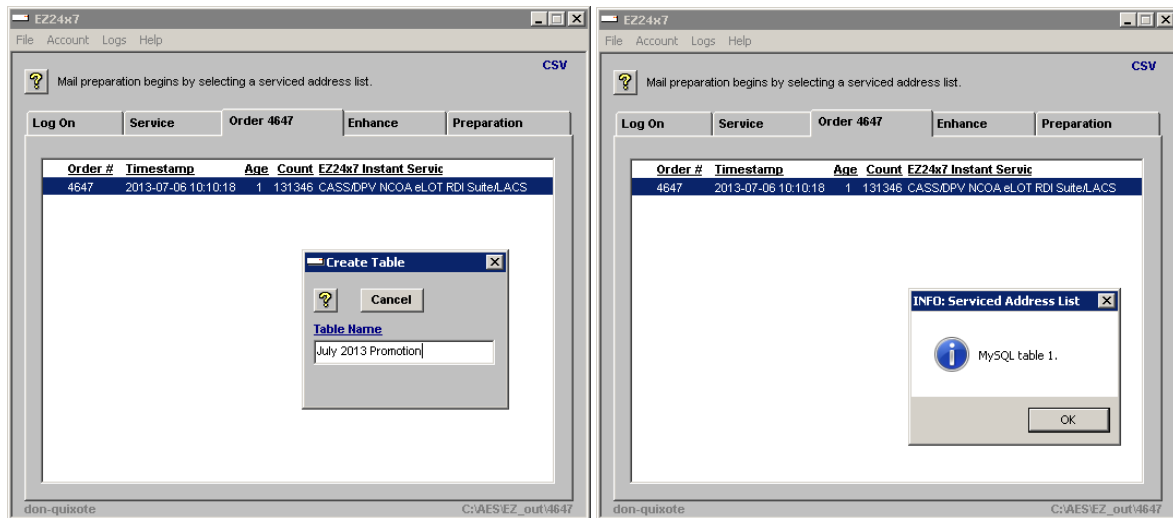 EZ24x7
File Account Logs Help
CSV
Mail preparation begins by selecting a serviced address list.
Log On Service Order 4647 Enhance Preparation
Order # Timestamp Age Count EZ24x7 Instant Servic
4647 2013-07-06 10:10:18 1 131346 CASS/DPV NCOA eLOT RDI Suite/LACS
Create Table
Cancel
Table Name
July 2013 Promotion
don-quixote C:\AES\EZ_out\4647
EZ24x7
File Account Logs Help
CSV
Mail preparation begins by selecting a serviced address list.
Log On Service Order 4647 Enhance Preparation
Order # Timestamp Age Count EZ24x7 Instant Servic
4647 2013-07-06 10:10:18 1 131346 CASS/DPV NCOA eLOT RDI Suite/LACS
INFO: Serviced Address List
MySQL table 1.
OK
don-quixote C:\AES\EZ_out\4647